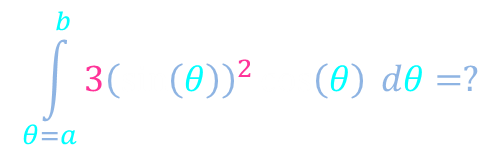 b
∫ 3( (θ))² (θ) dθ =?
θ=a